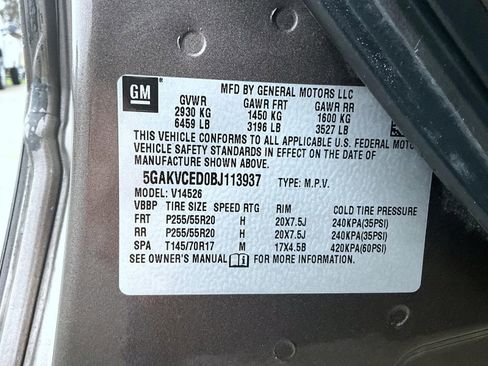 GM
MFD BY GENERAL MOTORS LLC
GVWR GAWR FRT GAWR RR
2930 KG 1450 KG 1600 KG
6459 LB 3196 LB 3527 LB
THIS VEHICLE CONFORMS TO ALL APPLICABLE U.S. FEDERAL MOTOR
VEHICLE SAFETY STANDARDS IN EFFECT ON THE DATE OF
MANUFACTURE SHOWN ABOVE.
5GAKVCED0BJ113937 TYPE: M.P.V.
MODEL: V14526
VBBP TIRE SIZE SPEED RTG RIM COLD TIRE PRESSURE
FRT P255/55R20 H 20X7.5J 240KPA(35PSI)
RR P255/55R20 H 20X7.5J 240KPA(35PSI)
SPA T145/70R17 M 17X4.5B 420KPA(60PSI)
SEE OWNER'S MANUAL FOR MORE INFORMATION.